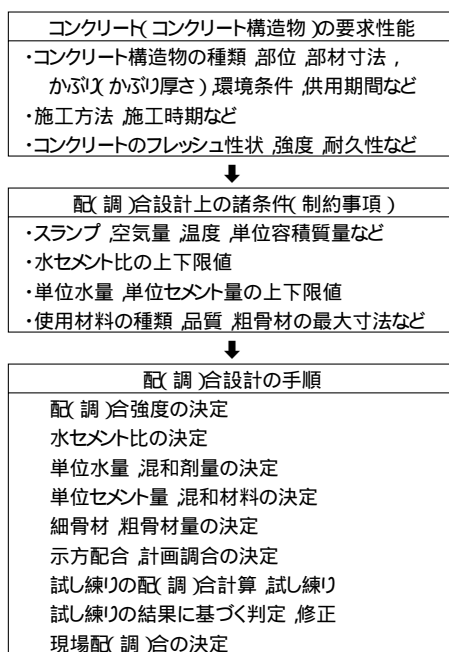 コンクリート(コンクリート構造物)の要求性能
・コンクリート構造物の種類,部位,部材寸法,
かぶり(かぶり厚さ),環境条件,供用期間など
・施工方法,施工時期など
・コンクリートのフレッシュ性状,強度,耐久性など
配(調)合設計上の諸条件(制約事項)
・スランプ,空気量,温度,単位容積質量など
・水セメント比の上下限値
・単位水量,単位セメント量の上下限値
・使用材料の種類,品質,粗骨材の最大寸法など
配(調)合設計の手順
配(調)合強度の決定
水セメント比の決定
単位水量,混和剤量の決定
単位セメント量,混和材料の決定
細骨材,粗骨材量の決定
示方配合,計画調合の決定
試し練りの配(調)合計算,試し練り
試し練りの結果に基づく判定,修正
現場配(調)合の決定